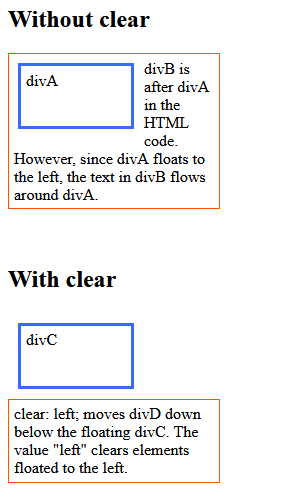 Without clear
divA
divB is
after divA
in the
HTML
code.
However, since divA floats to
the left, the text in divB flows
around divA.
With clear
divC
clear: left; moves divD down
below the floating divC. The
value "left" clears elements
floated to the left.